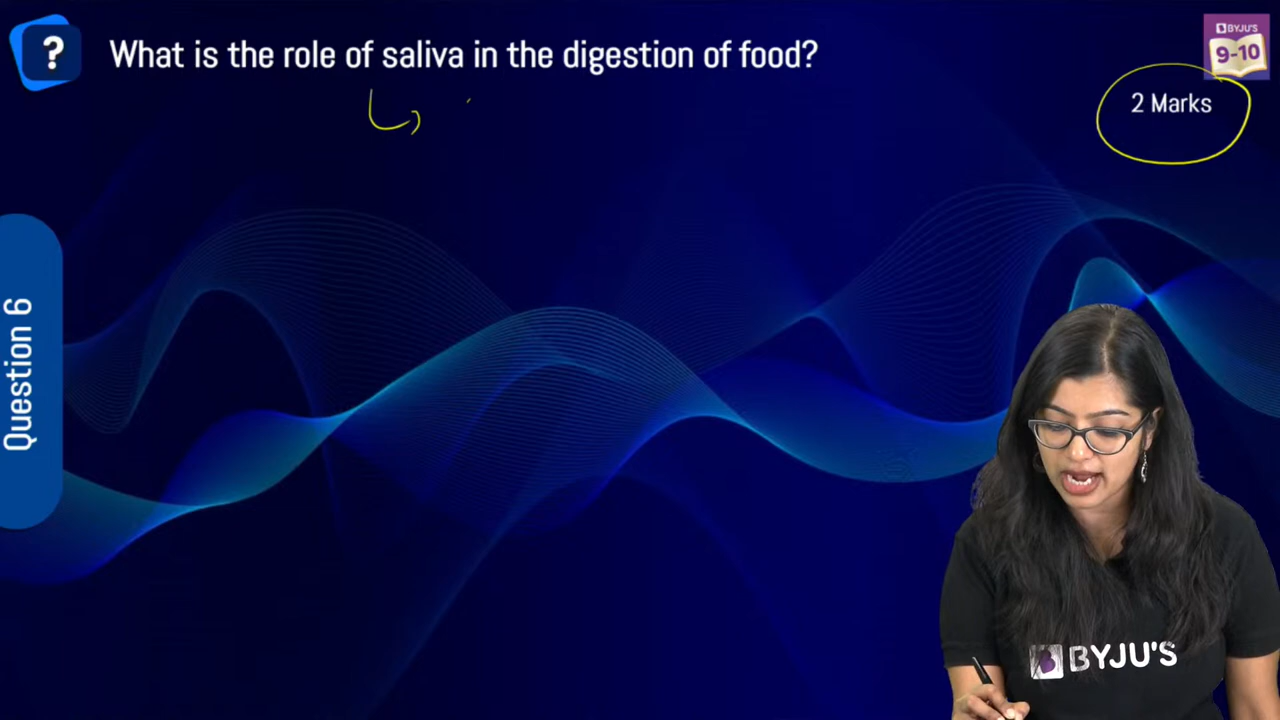 ?
What is the role of saliva in the digestion of food?
BYJU'S
9-10
2 Marks
Question 6
BYJU'S